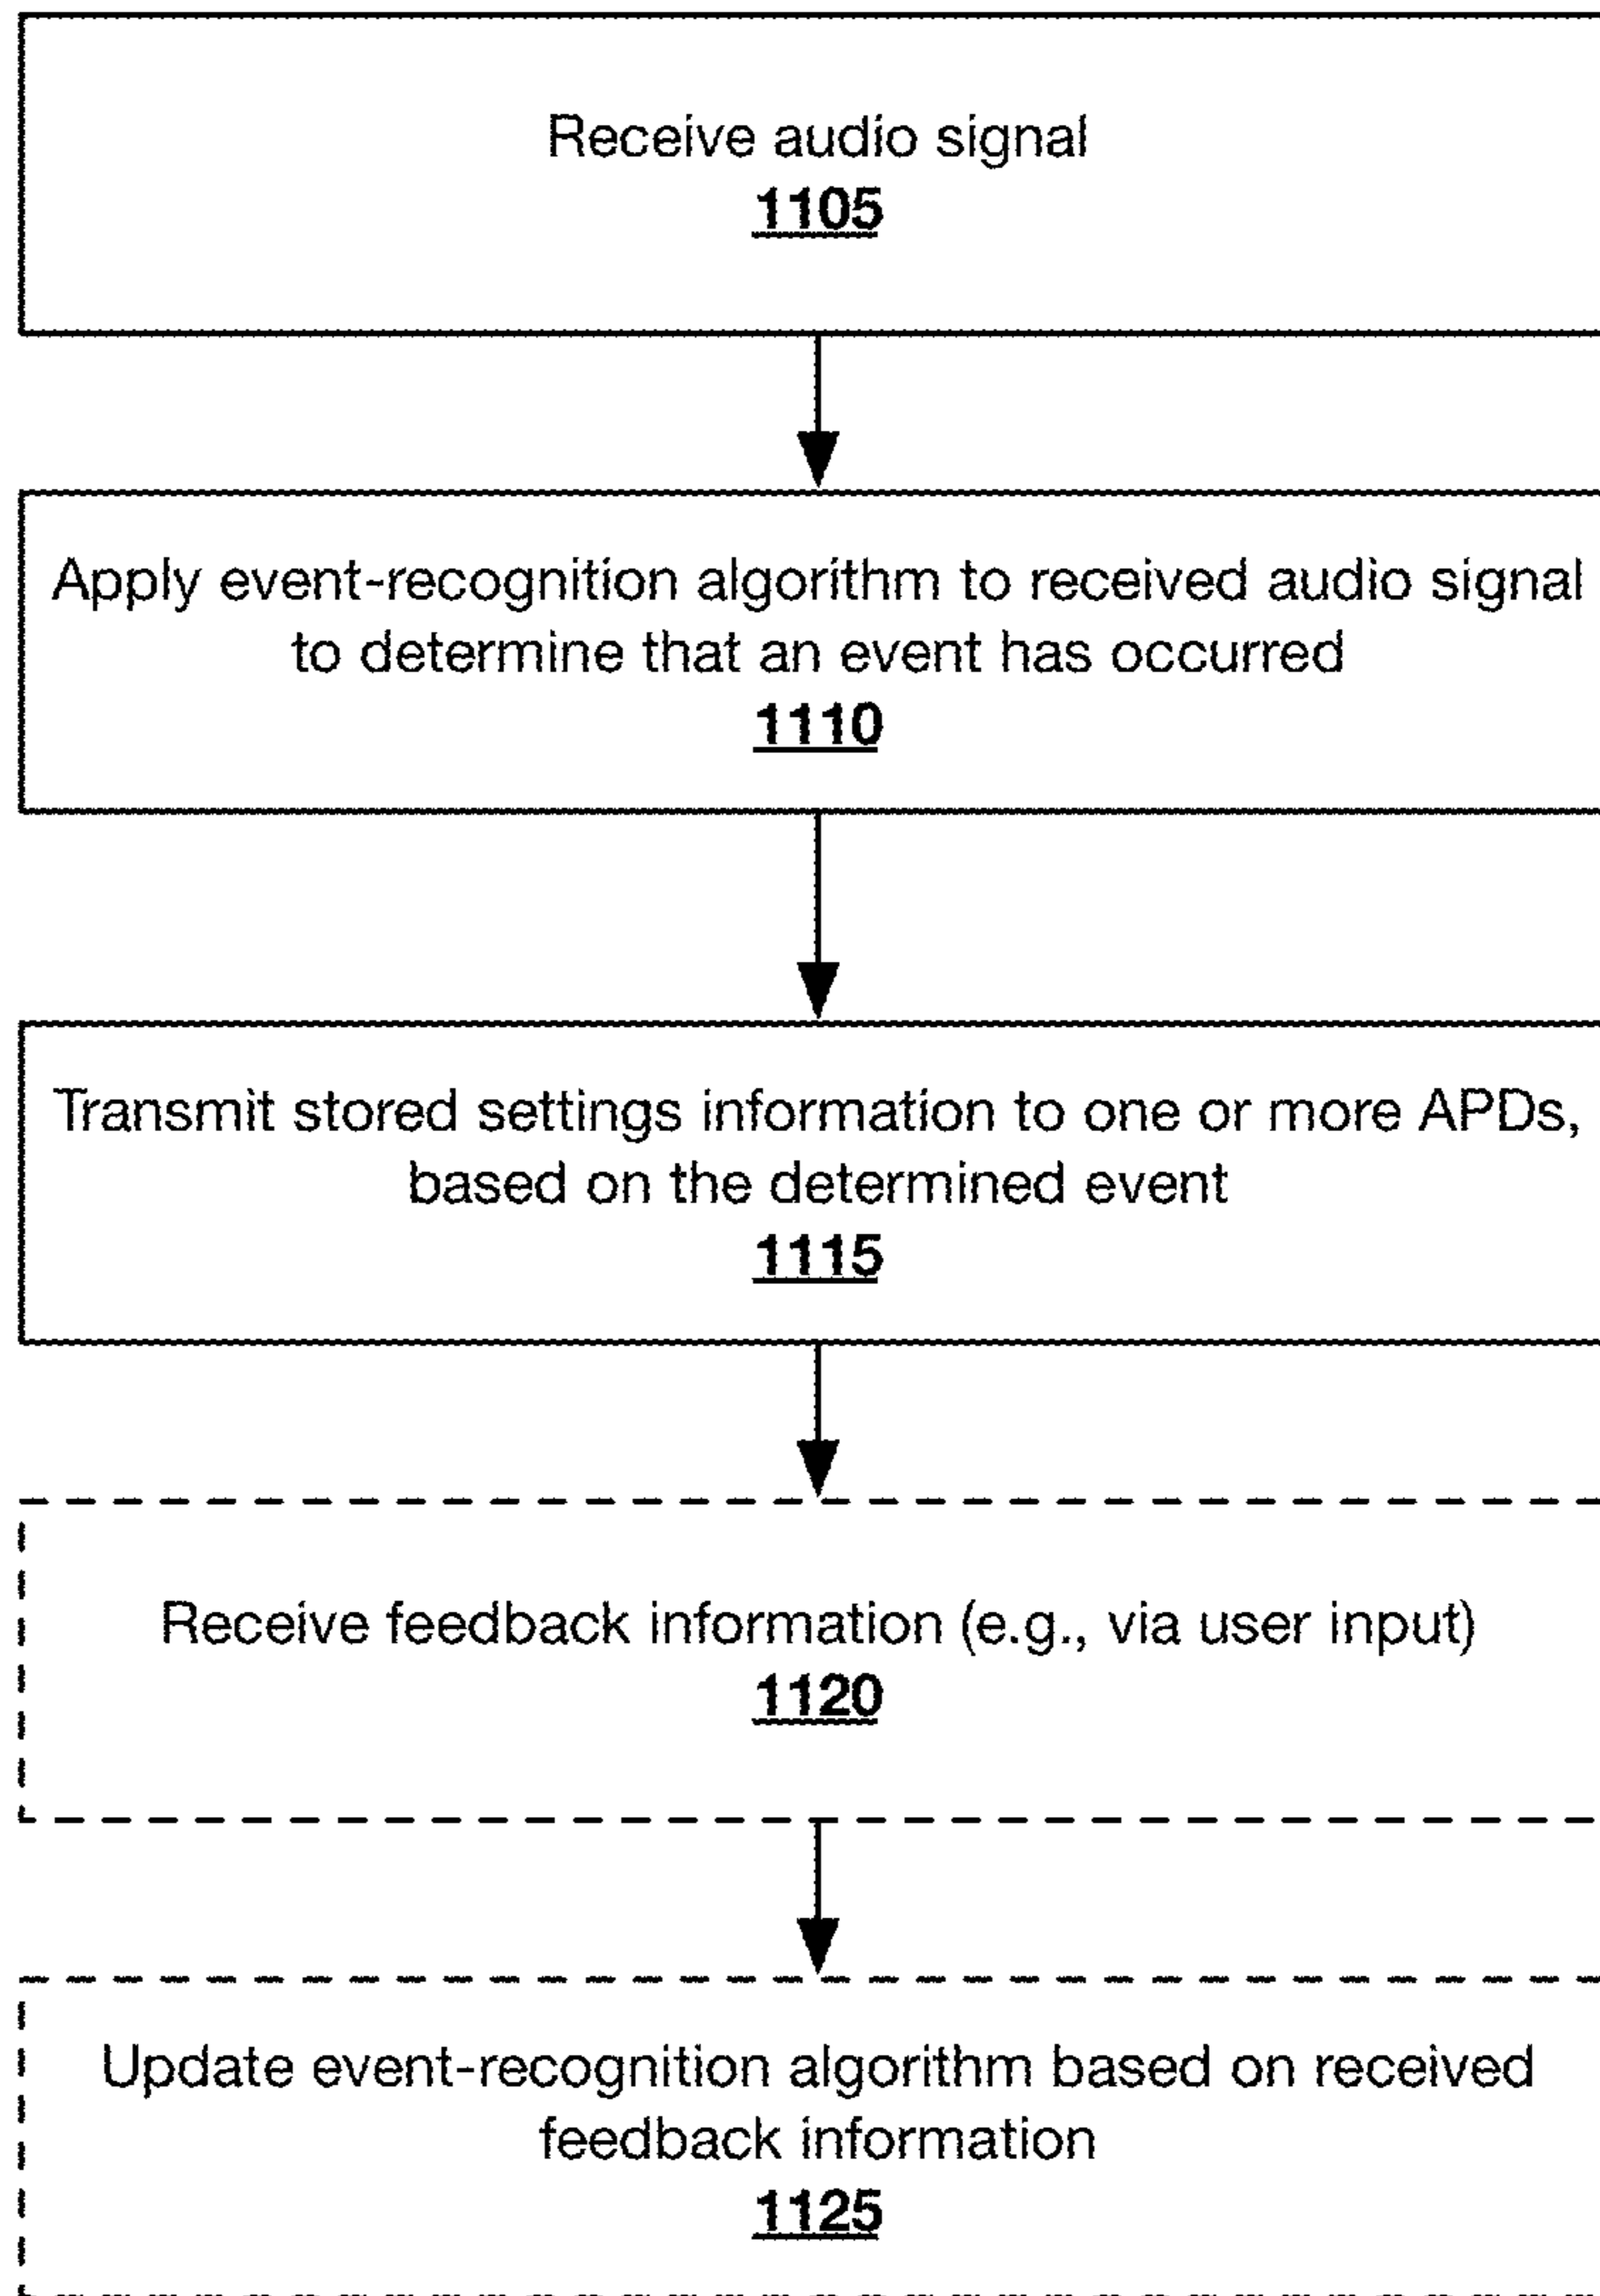 Receive audio signal
1105
Apply event-recognition algorithm to received audio signal
to determine that an event has occurred
1110
Transmit stored settings information to one or more APDs,
based on the determined event
1115
Receive feedback information (e.g., via user input)
1120
Update event-recognition algorithm based on received
feedback information
1125